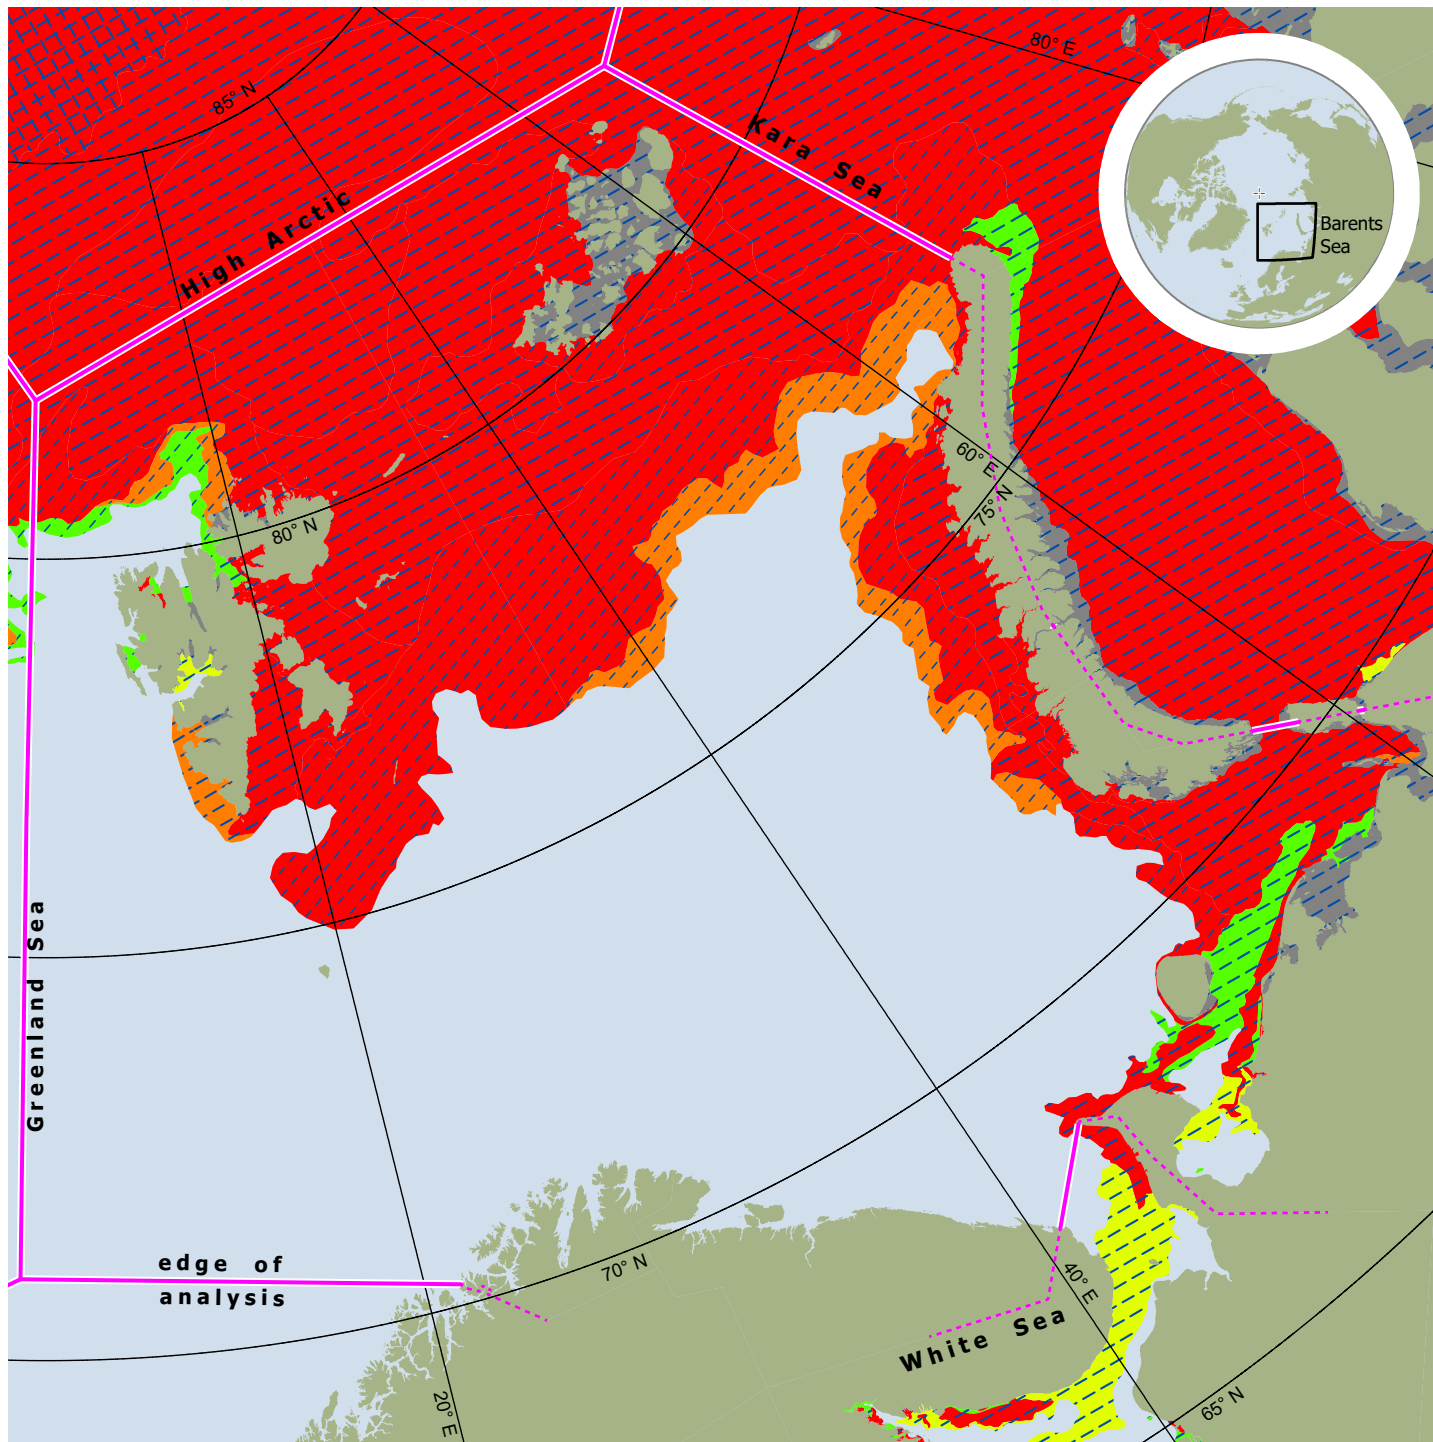 80° E
85° N
Kara Sea
High Arctic
Barents
Sea
60° E
75° N
80° N
Greenland Sea
edge of
analysis
70° N
40° E
White Sea
20° E
65° N